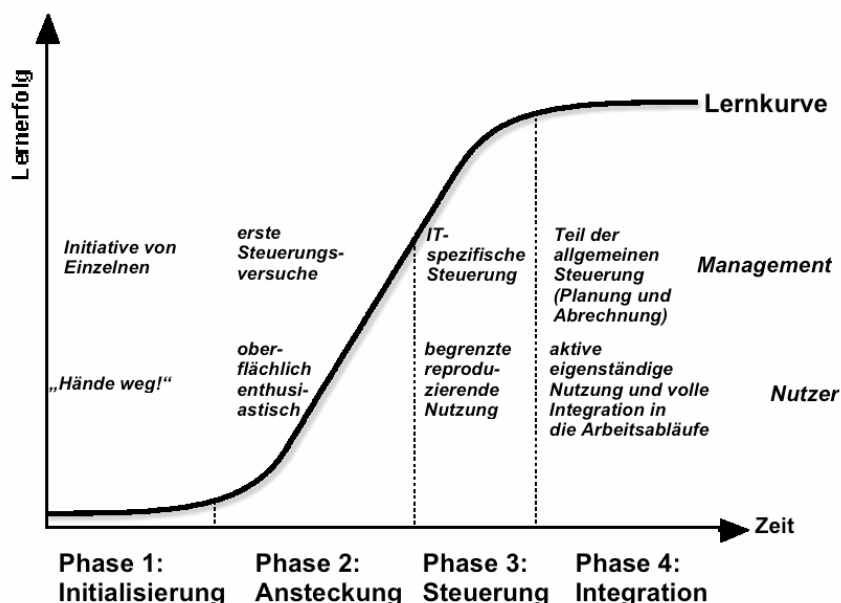 Lernerfolg
Lernkurve
Initiative von
Einzelnen
erste
Steuerungs-
versuche
IT-
spezifische
Steuerung
Teil der
allgemeinen
Steuerung
(Planung und
Abrechnung)
Management
„Hände weg!“
ober-
flächlich
enthusi-
astisch
begrenzte
reprodu-
zierende
Nutzung
aktive
eigenständige
Nutzung und volle
Integration in
die Arbeitsabläufe
Nutzer
Zeit
Phase 1:
Initialisierung
Phase 2:
Ansteckung
Phase 3:
Steuerung
Phase 4:
Integration